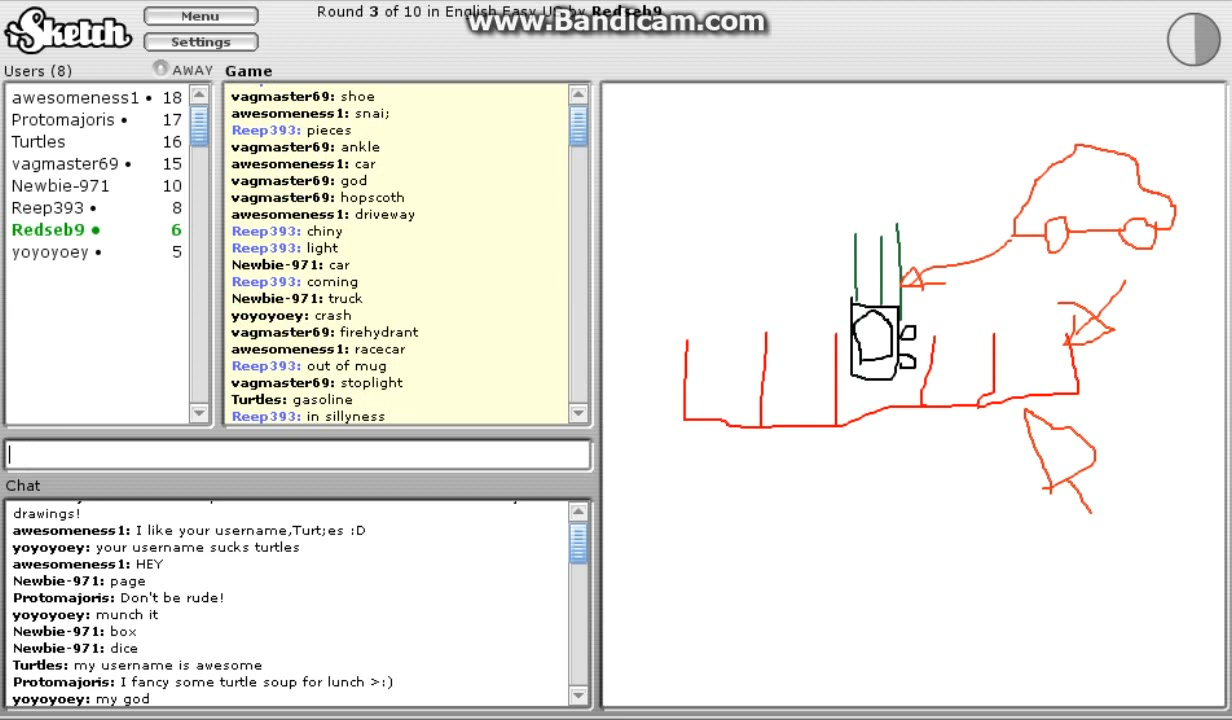 iSketch
Menu
Settings
Round 3 of 10 in English Easy US by Redseb9
www.Bandicam.com
Users (8)
AWAY
Game
awesomeness1 • 18
Protomajoris • 17
Turtles 16
vagmaster69 • 15
Newbie-971 10
Reep393 • 8
Redseb9 • 6
yoyoyoey • 5
vagmaster69: shoe
awesomeness1: snai;
Reep393: pieces
vagmaster69: ankle
awesomeness1: car
vagmaster69: god
vagmaster69: hopscoth
awesomeness1: driveway
Reep393: chiny
Reep393: light
Newbie-971: car
Reep393: coming
Newbie-971: truck
yoyoyoey: crash
vagmaster69: firehydrant
awesomeness1: racecar
Reep393: out of mug
vagmaster69: stoplight
Turtles: gasoline
Reep393: in sillyness
Chat
drawings!
awesomeness1: I like your username,Turt;es :D
yoyoyoey: your username sucks turtles
awesomeness1: HEY
Newbie-971: page
Protomajoris: Don't be rude!
yoyoyoey: munch it
Newbie-971: box
Newbie-971: dice
Turtles: my username is awesome
Protomajoris: I fancy some turtle soup for lunch >:)
yoyoyoey: my god